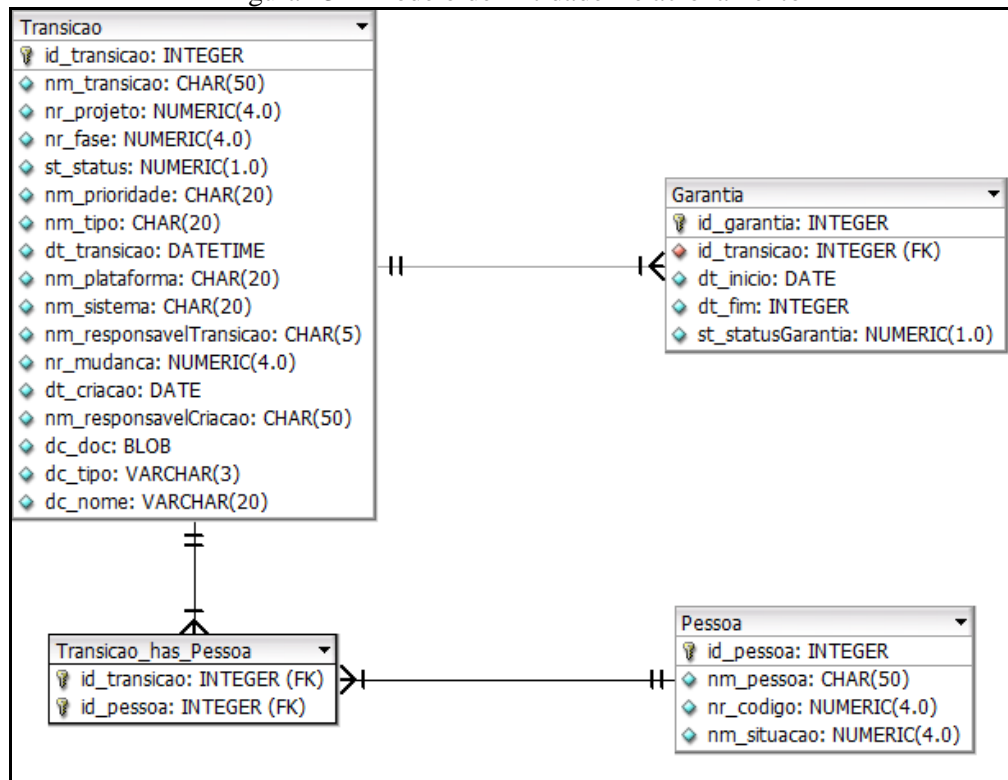 Transicao
id_transicao: INTEGER
nm_transicao: CHAR(50)
nr_projeto: NUMERIC(4.0)
nr_fase: NUMERIC(4.0)
st_status: NUMERIC(1.0)
nm_prioridade: CHAR(20)
nm_tipo: CHAR(20)
dt_transicao: DATETIME
nm_plataforma: CHAR(20)
nm_sistema: CHAR(20)
nm_responsavelTransicao: CHAR(5)
nr_mudanca: NUMERIC(4.0)
dt_criacao: DATE
nm_responsavelCriacao: CHAR(50)
dc_doc: BLOB
dc_tipo: VARCHAR(3)
dc_nome: VARCHAR(20)
Garantia
id_garantia: INTEGER
id_transicao: INTEGER (FK)
dt_inicio: DATE
dt_fim: INTEGER
st_statusGarantia: NUMERIC(1.0)
Transicao_has_Pessoa
id_transicao: INTEGER (FK)
id_pessoa: INTEGER (FK)
Pessoa
id_pessoa: INTEGER
nm_pessoa: CHAR(50)
nr_codigo: NUMERIC(4.0)
nm_situacao: NUMERIC(4.0)